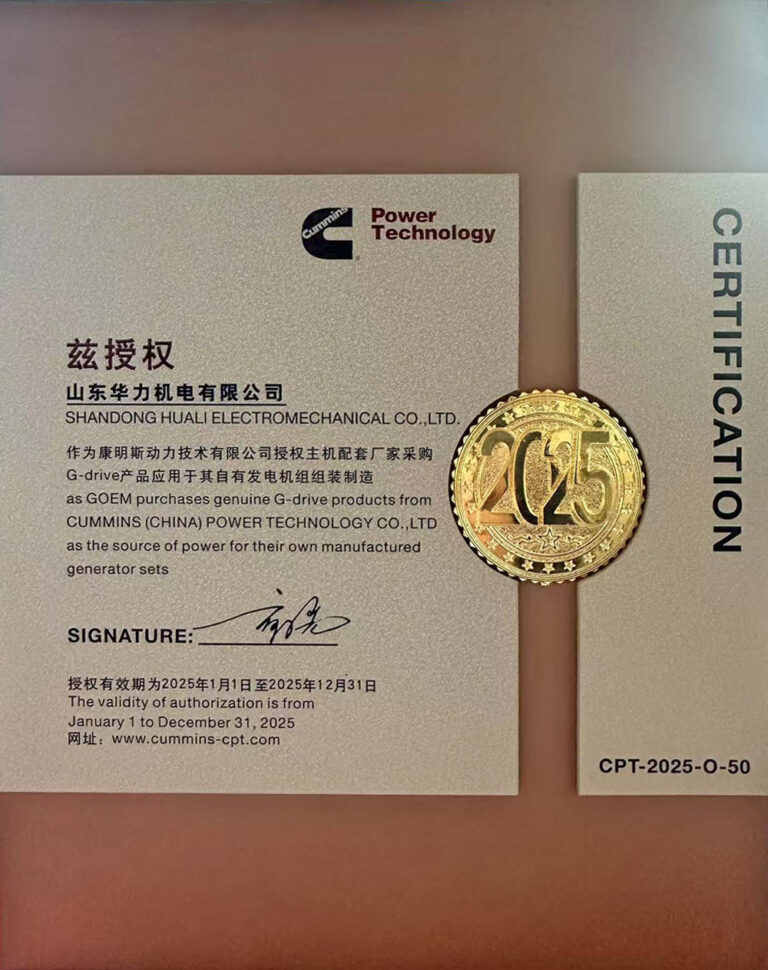 Cummins
Power
Technology
兹授权
山东华力机电有限公司
SHANDONG HUALI ELECTROMECHANICAL CO.,LTD.
作为康明斯动力技术有限公司授权主机配套厂家采购
G-drive产品应用于其自有发电机组组装制造
as GOEM purchases genuine G-drive products from
CUMMINS (CHINA) POWER TECHNOLOGY CO.,LTD
as the source of power for their own manufactured
generator sets
SIGNATURE:
授权有效期为2025年1月1日至2025年12月31日
The validity of authorization is from
January 1 to December 31, 2025
网址：www.cummins-cpt.com
2025
CERTIFICATION
CPT-2025-O-50